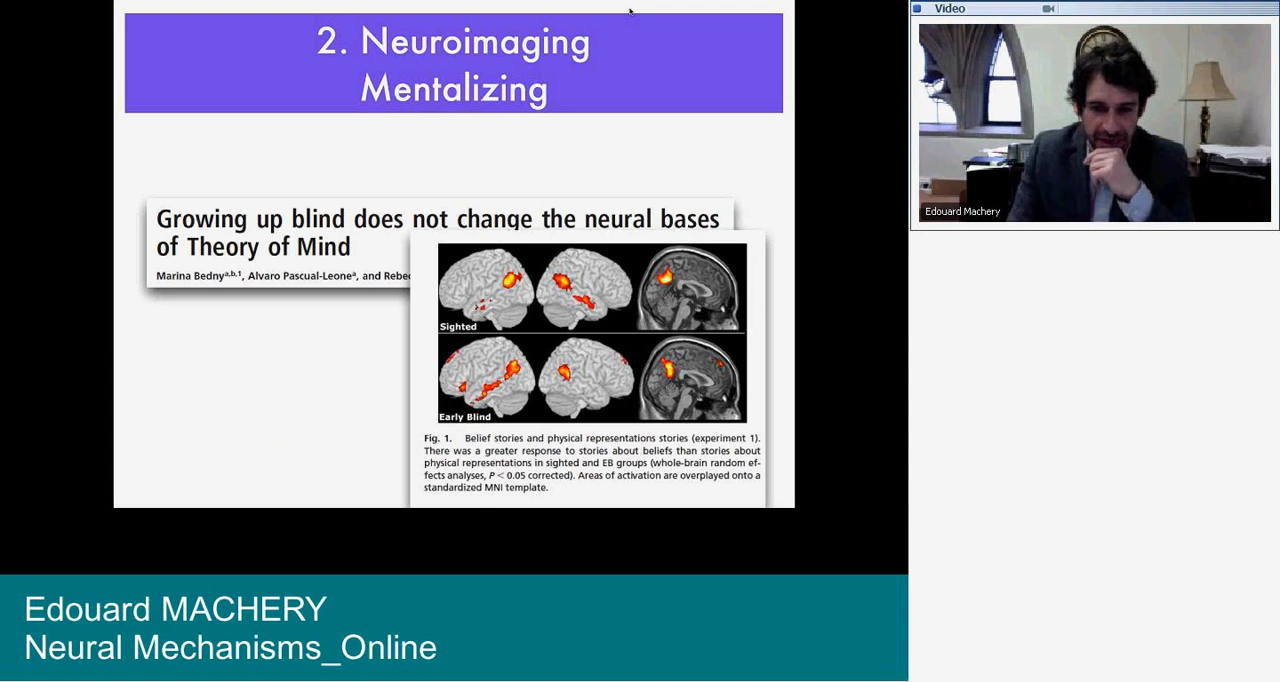 2. Neuroimaging
Mentalizing
Growing up blind does not change the neural bases
of Theory of Mind
Marina Bednyᵃ,ᵇ,¹, Alvaro Pascual-Leoneᵃ, and
Sighted
Early Blind
Fig. 1. Belief stories and physical representations stories (experiment 1).
There was a greater response to stories about beliefs than stories about
physical representations in sighted and EB groups (whole-brain random ef-
fects analyses, P < 0.05 corrected). Areas of activation are overplayed onto a
standardized MNI template.
Video
Edouard Machery
Edouard MACHERY
Neural Mechanisms_Online